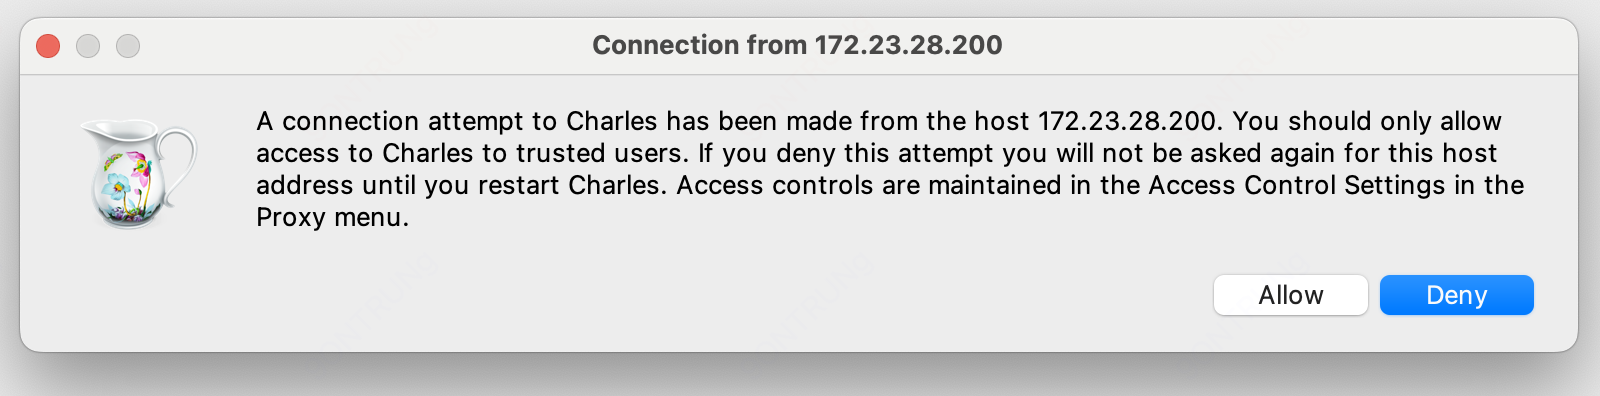 Connection from 172.23.28.200
A connection attempt to Charles has been made from the host 172.23.28.200. You should only allow
access to Charles to trusted users. If you deny this attempt you will not be asked again for this host
address until you restart Charles. Access controls are maintained in the Access Control Settings in the
Proxy menu.
Allow
Deny